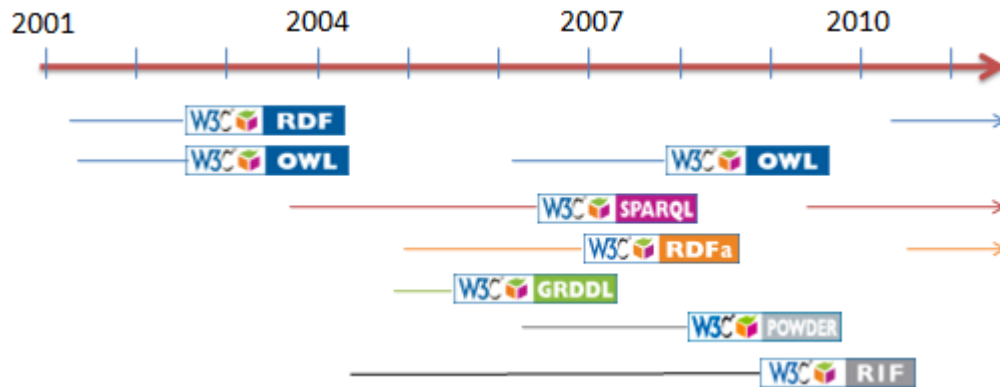 2001 2004 2007 2010
W3C RDF
W3C OWL W3C OWL
W3C SPARQL
W3C RDFa
W3C GRDDL
W3C POWDER
W3C RIF